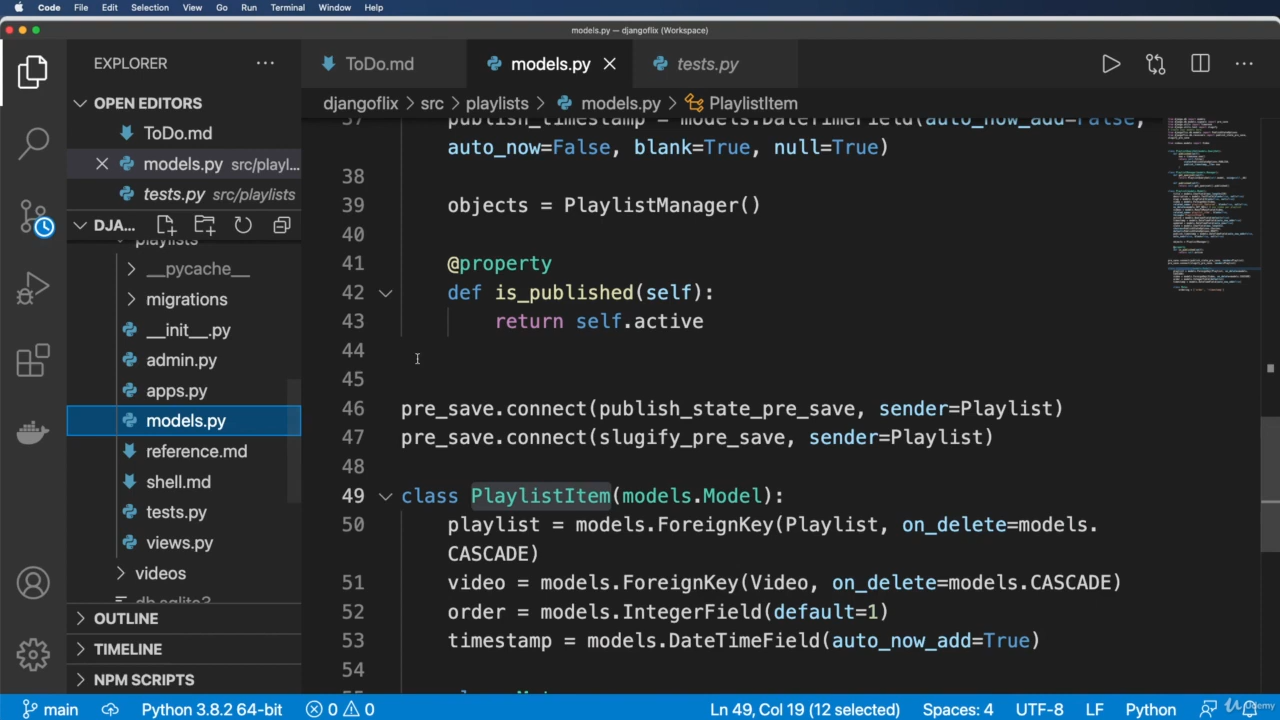 Code File Edit Selection View Go Run Terminal Window Help
models.py — djangoflix (Workspace)
EXPLORER
OPEN EDITORS
ToDo.md
models.py src/playl...
tests.py src/playlists
DJA...
playlists
__pycache__
migrations
__init__.py
admin.py
apps.py
models.py
reference.md
shell.md
tests.py
views.py
videos
db.sqlite3
OUTLINE
TIMELINE
NPM SCRIPTS
ToDo.md models.py tests.py
djangoflix > src > playlists > models.py > PlaylistItem
37 publish_timestamp = models.DateTimeField(auto_now_add=False,
auto_now=False, blank=True, null=True)
38
39 objects = PlaylistManager()
40
41 @property
42 def is_published(self):
43 return self.active
44
45
46 pre_save.connect(publish_state_pre_save, sender=Playlist)
47 pre_save.connect(slugify_pre_save, sender=Playlist)
48
49 class PlaylistItem(models.Model):
50 playlist = models.ForeignKey(Playlist, on_delete=models.
CASCADE)
51 video = models.ForeignKey(Video, on_delete=models.CASCADE)
52 order = models.IntegerField(default=1)
53 timestamp = models.DateTimeField(auto_now_add=True)
54
55 class Meta:
main Python 3.8.2 64-bit 0 0 Ln 49, Col 19 (12 selected) Spaces: 4 UTF-8 LF Python
Udemy